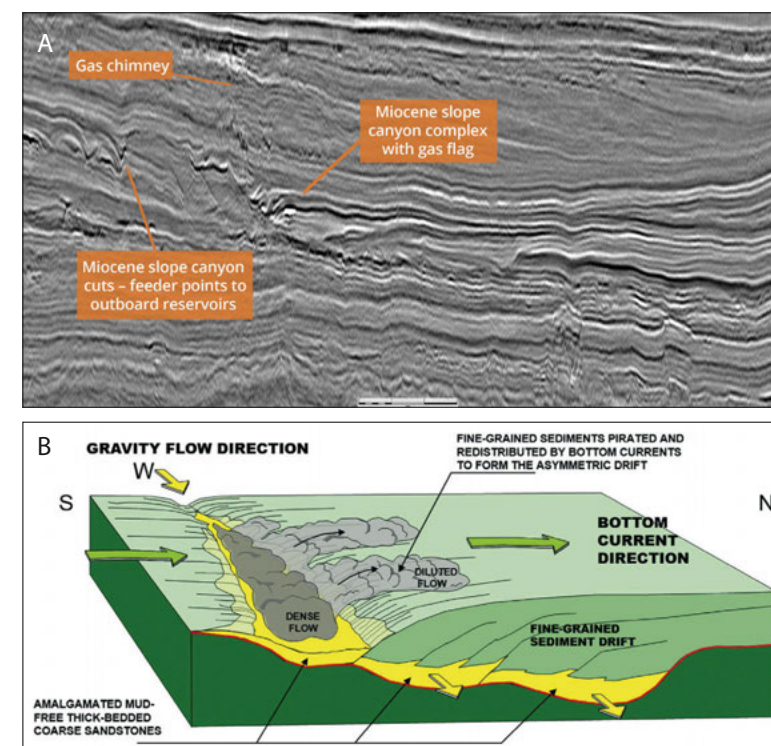 A
Gas chimney
Miocene slope
canyon complex
with gas flag
Miocene slope canyon
cuts – feeder points to
outboard reservoirs
B
GRAVITY FLOW DIRECTION
W
S
FINE-GRAINED SEDIMENTS PIRATED AND
REDISTRIBUTED BY BOTTOM CURRENTS
TO FORM THE ASYMMETRIC DRIFT
N
BOTTOM
CURRENT
DIRECTION
DILUTED
FLOW
DENSE
FLOW
FINE-GRAINED
SEDIMENT DRIFT
AMALGAMATED MUD-
FREE THICK-BEDDED
COARSE SANDSTONES